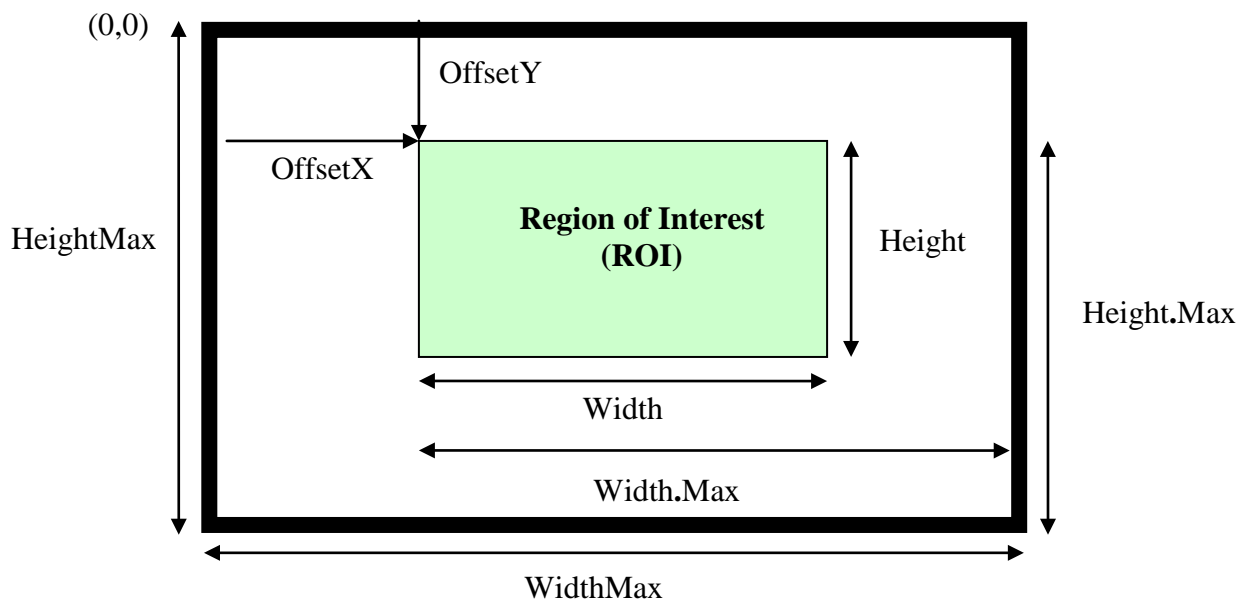 (0,0)
OffsetY
OffsetX
Region of Interest
(ROI)
HeightMax
Height
Height.Max
Width
Width.Max
WidthMax